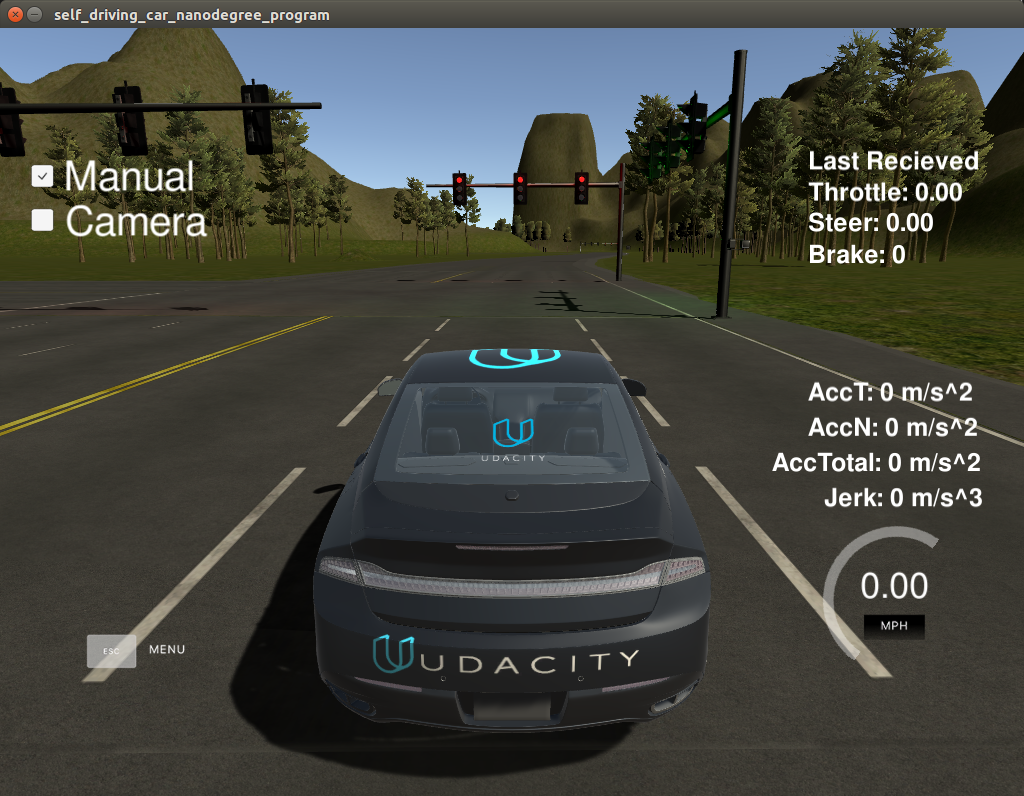 self_driving_car_nanodegree_program
Manual
Camera
Last Recieved
Throttle: 0.00
Steer: 0.00
Brake: 0
AccT: 0 m/s^2
AccN: 0 m/s^2
AccTotal: 0 m/s^2
Jerk: 0 m/s^3
0.00
MPH
UDACITY
ESC MENU
UDACITY